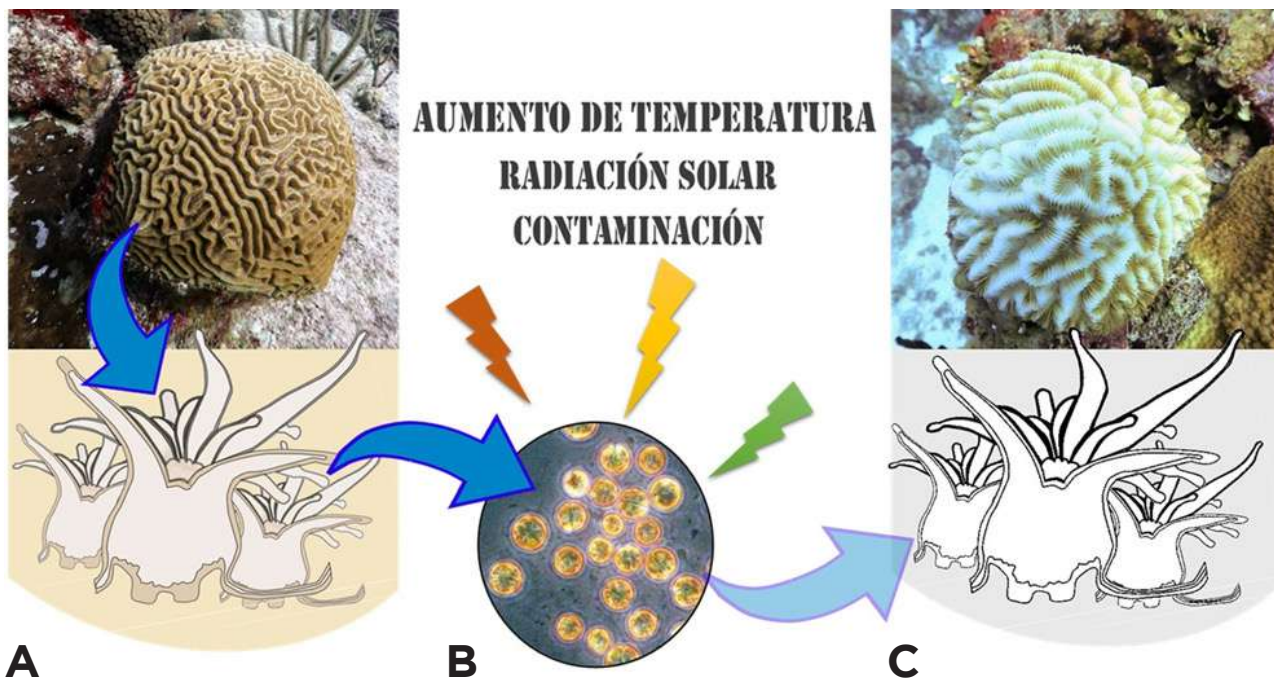 AUMENTO DE TEMPERATURA
RADIACIÓN SOLAR
CONTAMINACIÓN
A
B
C